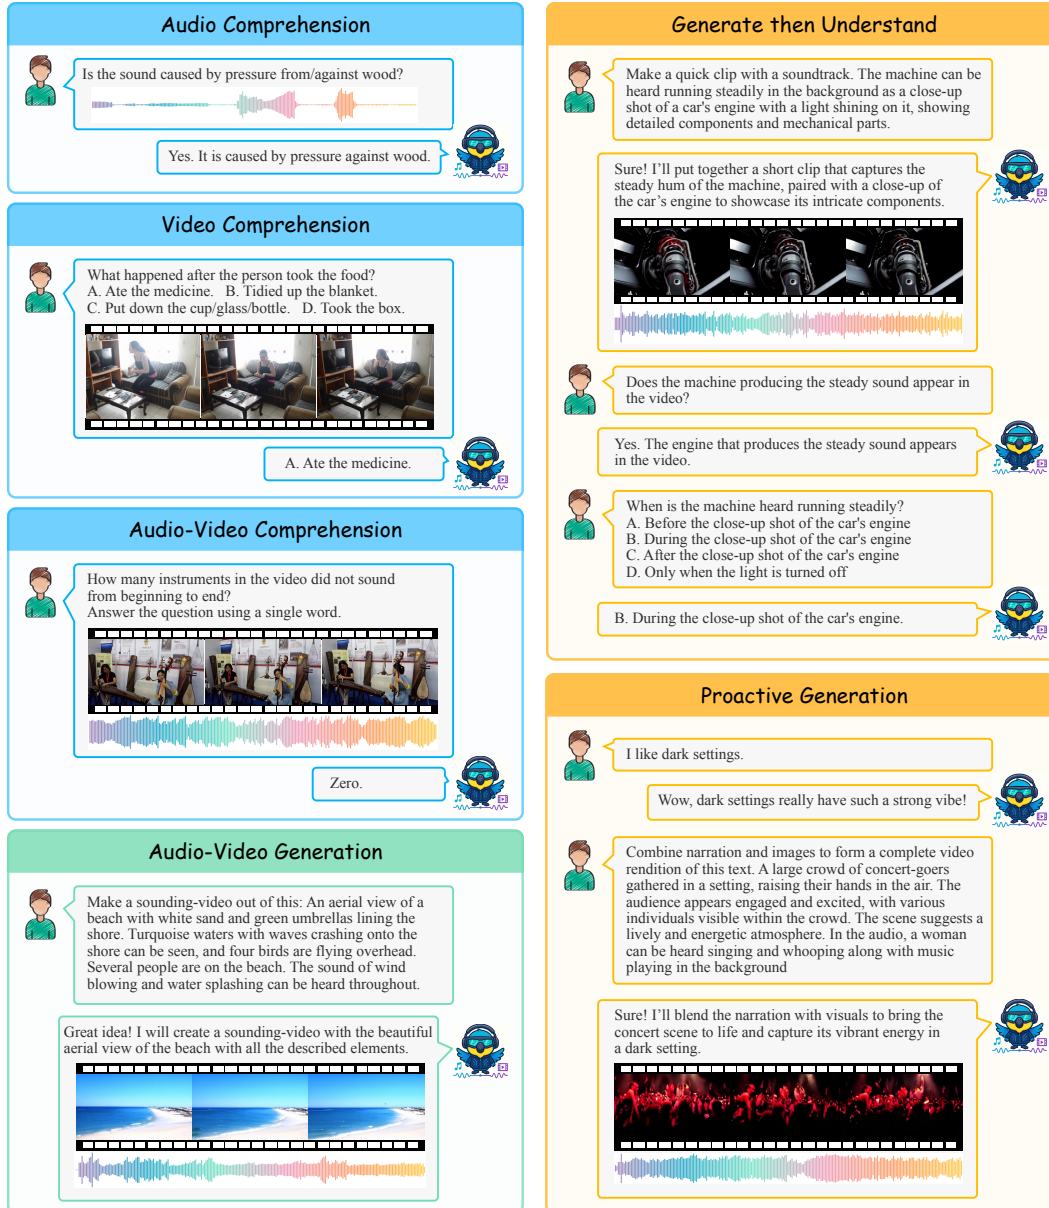 Audio Comprehension
Is the sound caused by pressure from/against wood?
Yes. It is caused by pressure against wood.
Video Comprehension
What happened after the person took the food?
A. Ate the medicine.   B. Tidied up the blanket.
C. Put down the cup/glass/bottle.   D. Took the box.
A. Ate the medicine.
Audio-Video Comprehension
How many instruments in the video did not sound
from beginning to end?
Answer the question using a single word.
Zero.
Audio-Video Generation
Make a sounding-video out of this: An aerial view of a
beach with white sand and green umbrellas lining the
shore. Turquoise waters with waves crashing onto the
shore can be seen, and four birds are flying overhead.
Several people are on the beach. The sound of wind
blowing and water splashing can be heard throughout.
Great idea! I will create a sounding-video with the beautiful
aerial view of the beach with all the described elements.
Generate then Understand
Make a quick clip with a soundtrack. The machine can be
heard running steadily in the background as a close-up
shot of a car's engine with a light shining on it, showing
detailed components and mechanical parts.
Sure! I’ll put together a short clip that captures the
steady hum of the machine, paired with a close-up of
the car’s engine to showcase its intricate components.
Does the machine producing the steady sound appear in
the video?
Yes. The engine that produces the steady sound appears
in the video.
When is the machine heard running steadily?
A. Before the close-up shot of the car's engine
B. During the close-up shot of the car's engine
C. After the close-up shot of the car's engine
D. Only when the light is turned off
B. During the close-up shot of the car's engine.
Proactive Generation
I like dark settings.
Wow, dark settings really have such a strong vibe!
Combine narration and images to form a complete video
rendition of this text. A large crowd of concert-goers
gathered in a setting, raising their hands in the air. The
audience appears engaged and excited, with various
individuals visible within the crowd. The scene suggests a
lively and energetic atmosphere. In the audio, a woman
can be heard singing and whooping along with music
playing in the background
Sure! I’ll blend the narration with visuals to bring the
concert scene to life and capture its vibrant energy in
a dark setting.